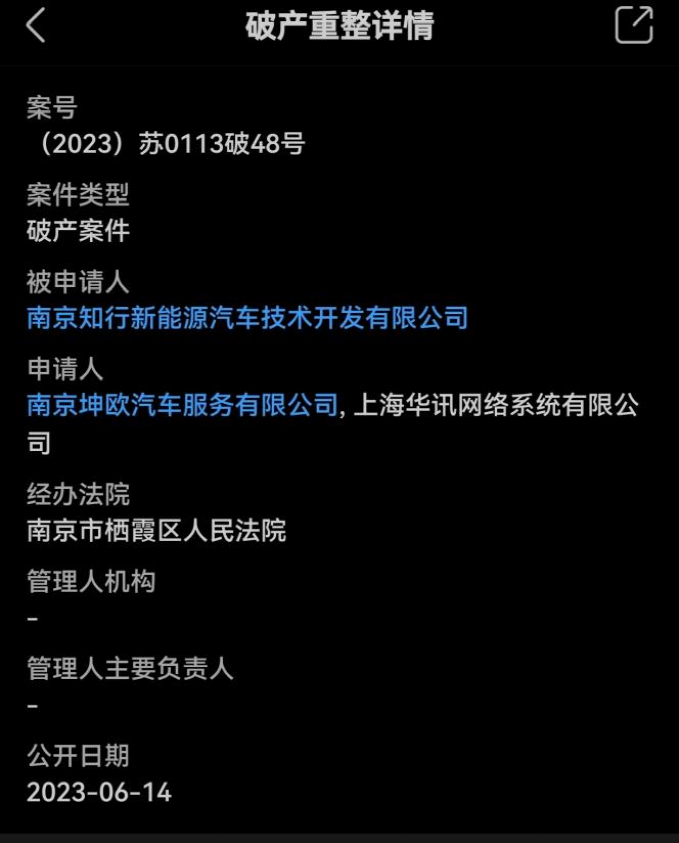 破产重整详情
案号
（2023）苏0113破48号
案件类型
破产案件
被申请人
南京知行新能源汽车技术开发有限公司
申请人
南京坤欧汽车服务有限公司, 上海华讯网络系统有限公
司
经办法院
南京市栖霞区人民法院
管理人机构
-
管理人主要负责人
-
公开日期
2023-06-14